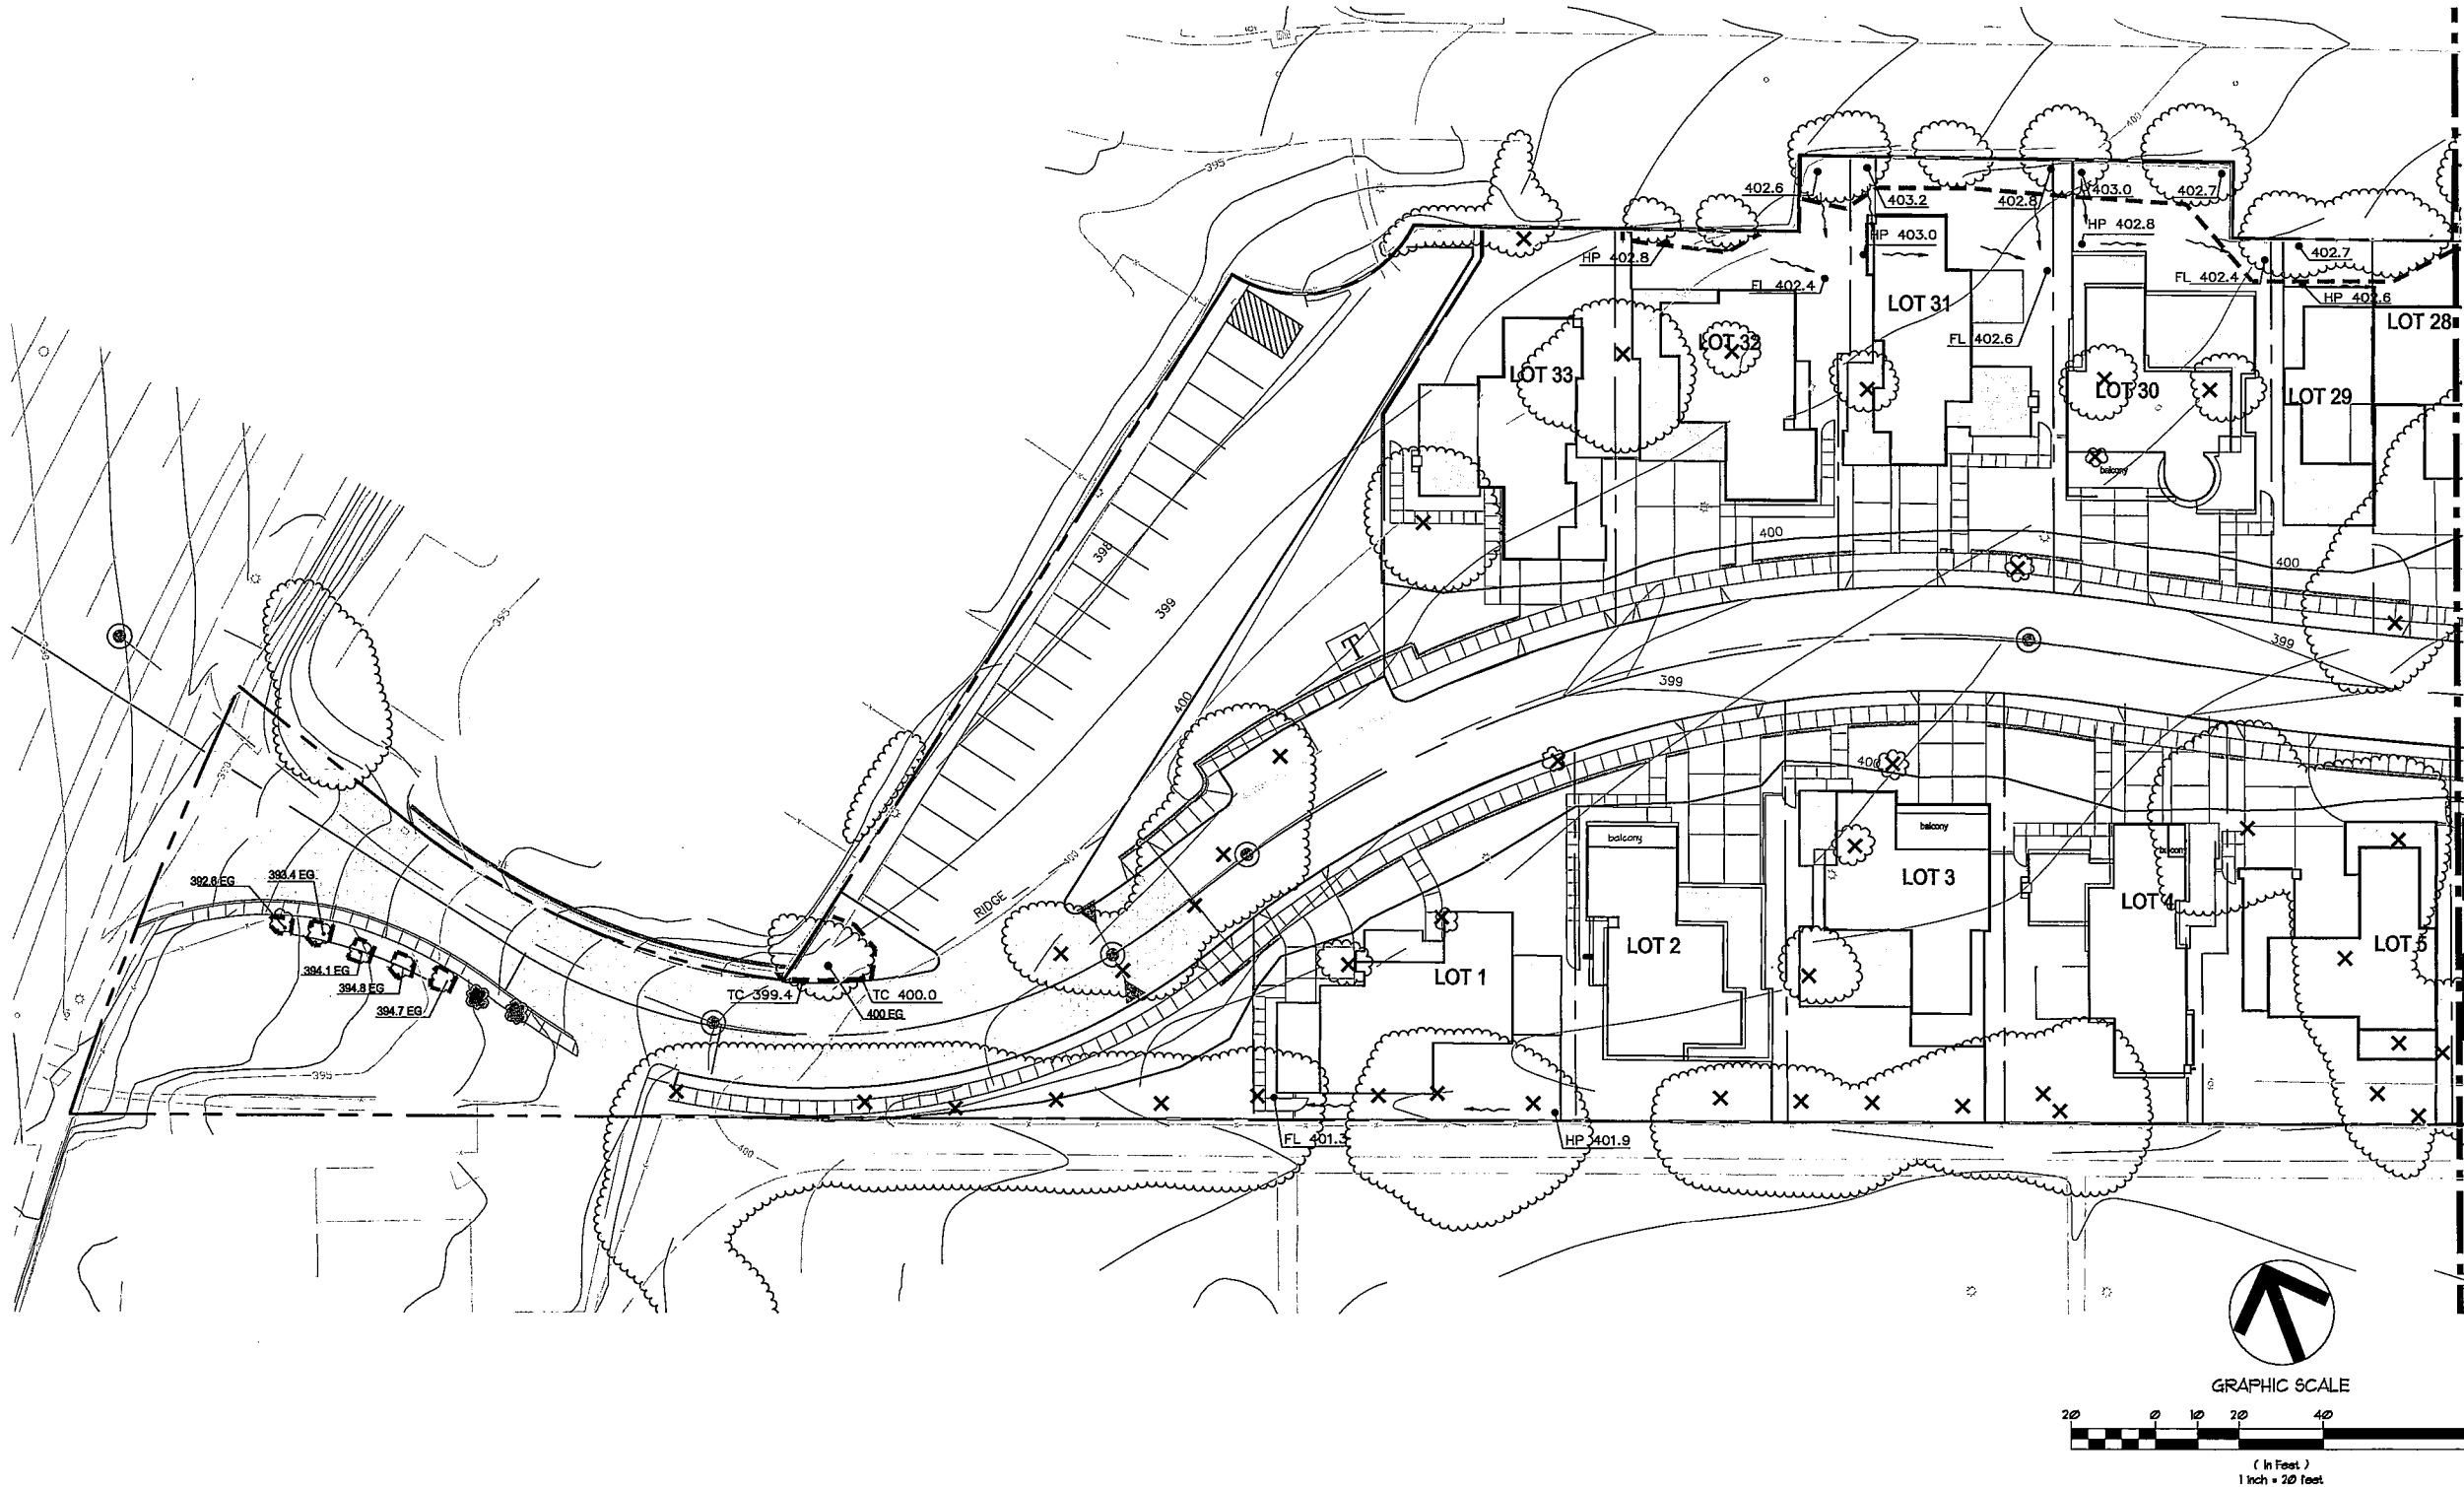 400
395
402.6
403.2
402.8
403.0
402.7
HP 403.0
HP 402.8
HP 402.8
402.7
FL 402.4
FL 402.4
HP 402.6
LOT 31
LOT 28
FL 402.6
LOT 32
LOT 33
LOT 30
LOT 29
balcony
398
400
400
395
399
399
399
T
400
390
400
balcony
balcony
balcony
400
RIDGE
392.8 EG
393.4 EG
LOT 3
LOT 4
LOT 2
LOT 5
LOT 1
394.1 EG
394.8 EG
394.7 EG
TC 399.4
TC 400.0
400 EG
395
FL 401.3
HP 401.9
400
GRAPHIC SCALE
20 0 10 20 40
( In Feet )
1 inch = 20 feet